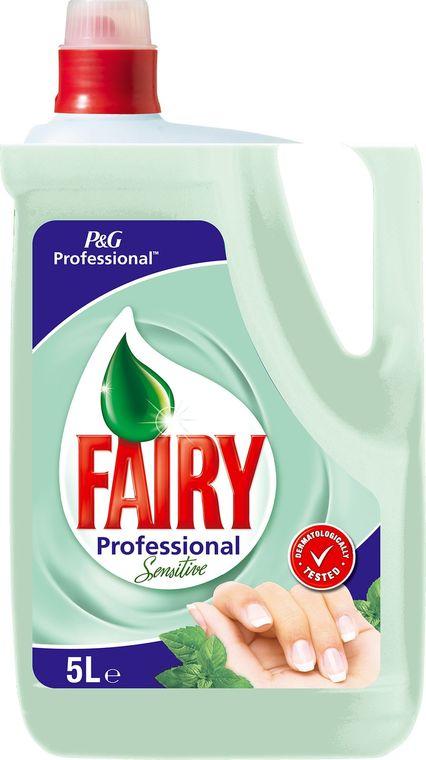 P&G
Professional™
FAIRY
Professional
Sensitive
DERMATOLOGICALLY
TESTED
5L e